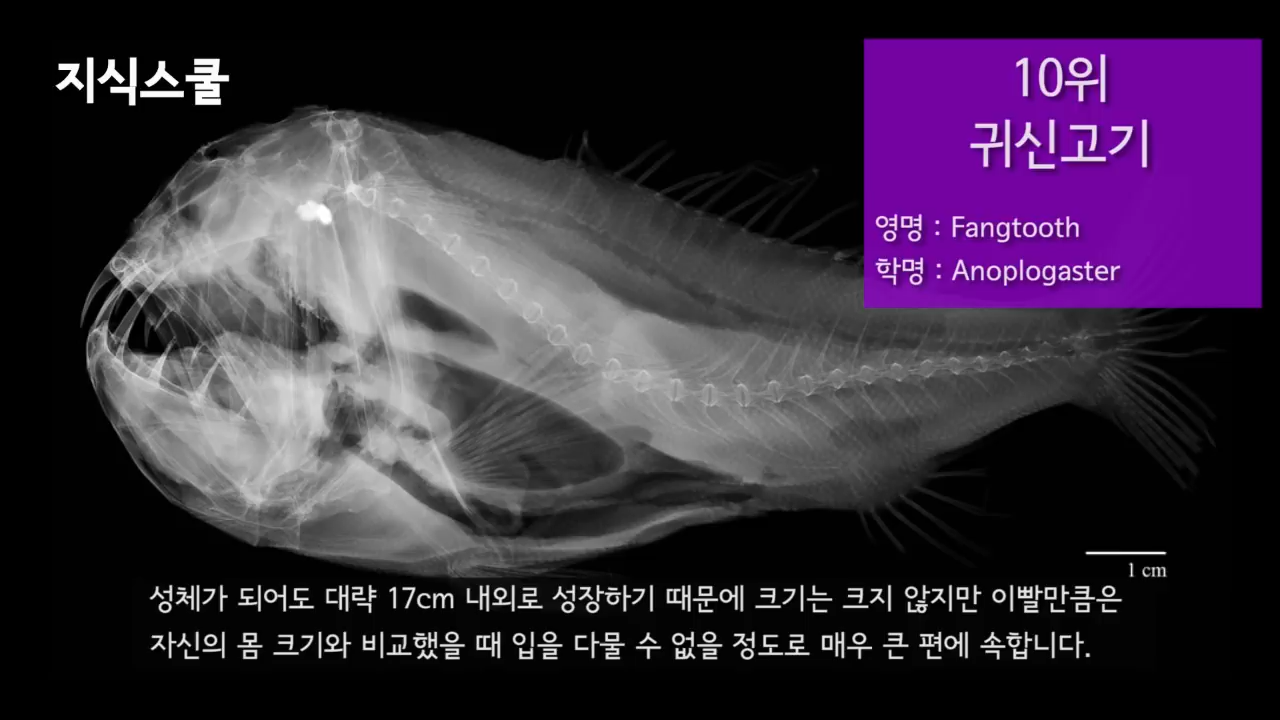 지식스쿨
10위
귀신고기
영명 : Fangtooth
학명 : Anoplogaster
1 cm
성체가 되어도 대략 17cm 내외로 성장하기 때문에 크기는 크지 않지만 이빨만큼은
자신의 몸 크기와 비교했을 때 입을 다물 수 없을 정도로 매우 큰 편에 속합니다.